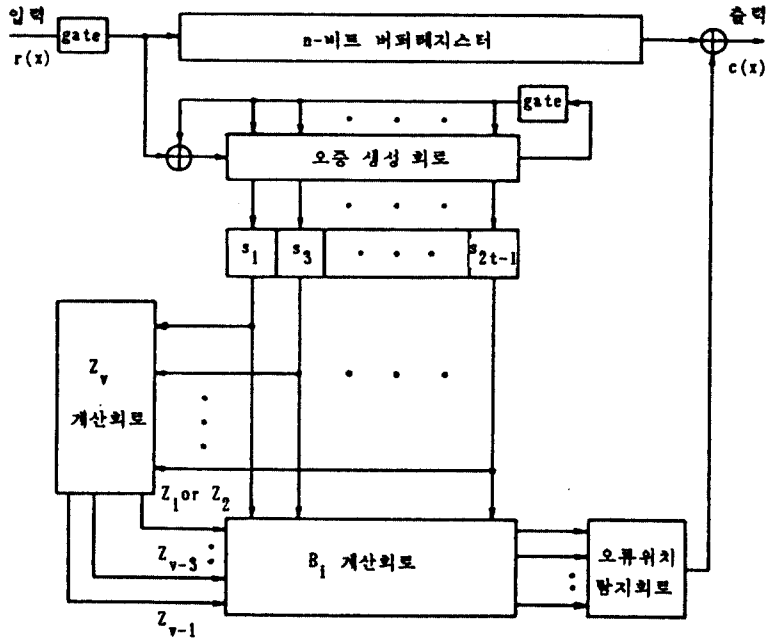 입력
출력
gate
n-비트 버퍼레지스터
r(x)
c(x)
gate
오증 생성 회로
s1 s3 s2t-1
Zv
계산회로
Z1 or Z2
Zv-3
Zv-1
Bi 계산회로
오류위치
탐지회로